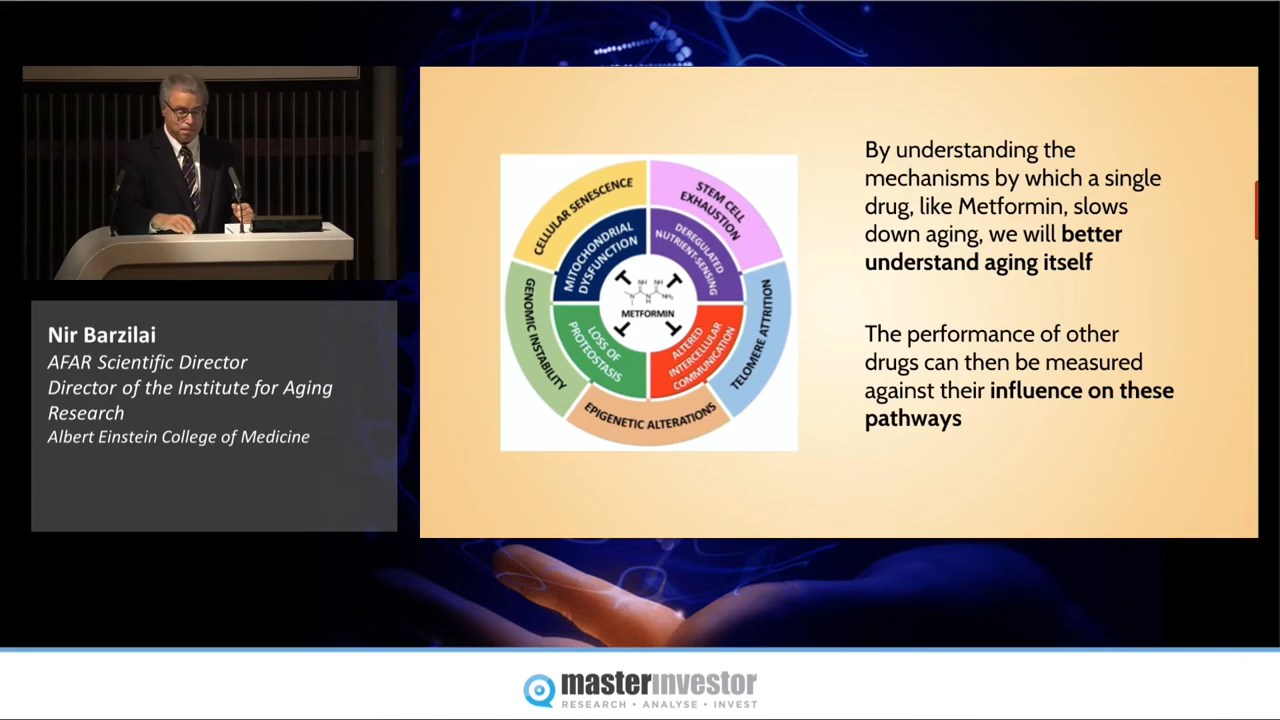 Nir Barzilai
AFAR Scientific Director
Director of the Institute for Aging
Research
Albert Einstein College of Medicine
CELLULAR SENESCENCE
STEM CELL
EXHAUSTION
MITOCHONDRIAL
DYSFUNCTION
DEREGULATED
NUTRIENT-SENSING
GENOMIC INSTABILITY
NH NH
N N NH₂
H
METFORMIN
TELOMERE ATTRITION
LOSS OF
PROTEOSTASIS
ALTERED
INTERCELLULAR
COMMUNICATION
EPIGENETIC ALTERATIONS
By understanding the
mechanisms by which a single
drug, like Metformin, slows
down aging, we will better
understand aging itself
The performance of other
drugs can then be measured
against their influence on these
pathways
masterinvestor
RESEARCH • ANALYSE • INVEST